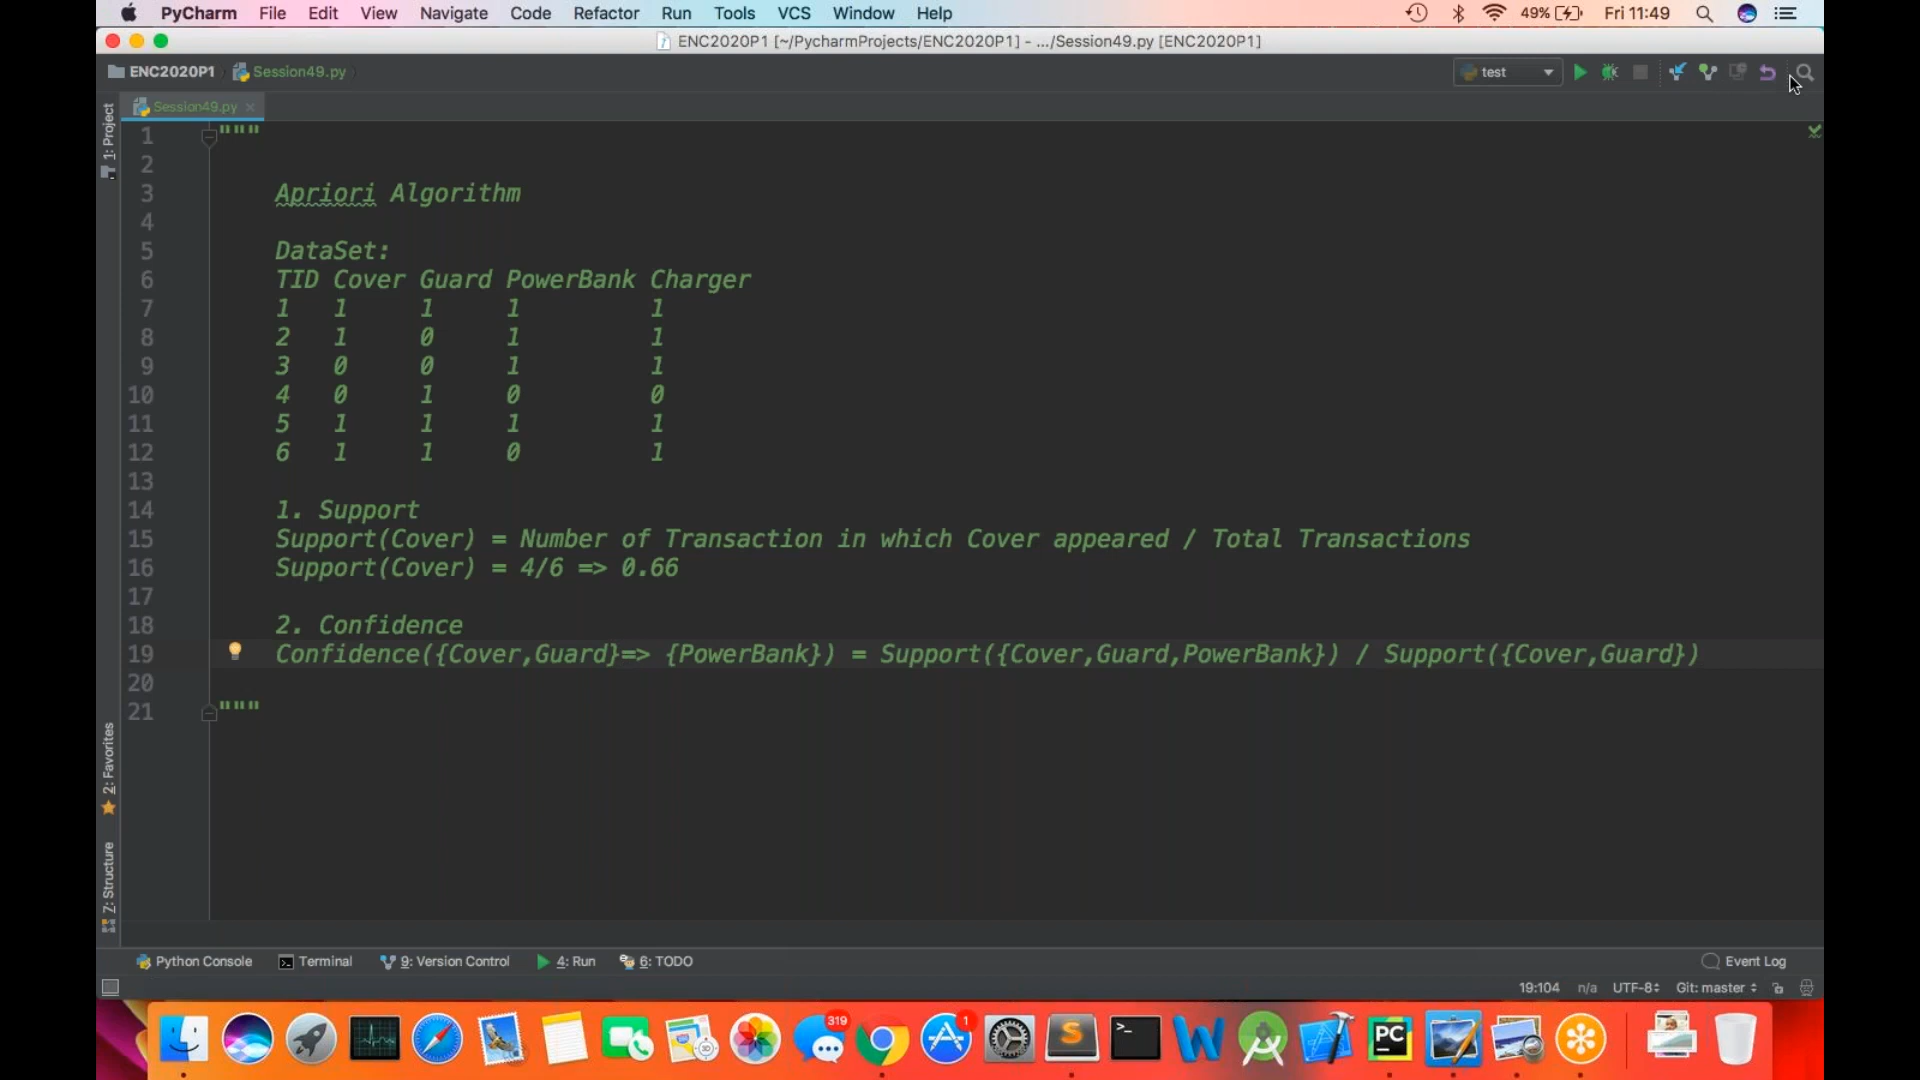 PyCharm File Edit View Navigate Code Refactor Run Tools VCS Window Help 49% Fri 11:49
ENC2020P1 [~/PycharmProjects/ENC2020P1] - .../Session49.py [ENC2020P1]
ENC2020P1 Session49.py test
Session49.py
1: Project
1 """
2
3 Apriori Algorithm
4
5 DataSet:
6 TID Cover Guard PowerBank Charger
7 1 1 1 1 1
8 2 1 0 1 1
9 3 0 0 1 1
10 4 0 1 0 0
11 5 1 1 1 1
12 6 1 1 0 1
13
14 1. Support
15 Support(Cover) = Number of Transaction in which Cover appeared / Total Transactions
16 Support(Cover) = 4/6 => 0.66
17
18 2. Confidence
19 Confidence({Cover,Guard}=> {PowerBank}) = Support({Cover,Guard,PowerBank}) / Support({Cover,Guard})
20
21 """
2: Favorites
Z: Structure
Python Console Terminal 9: Version Control 4: Run 6: TODO Event Log
19:104 n/a UTF-8 Git: master
319
1
3D
S
>_
W
PC